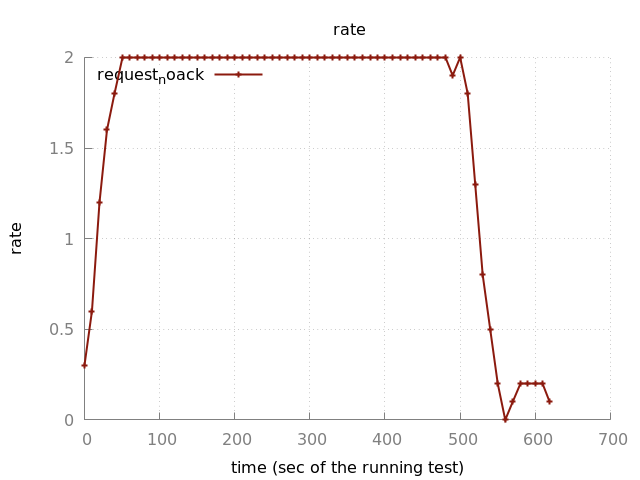 rate
2
request_noack
1.5
1
0.5
0
rate
0 100 200 300 400 500 600 700
time (sec of the running test)